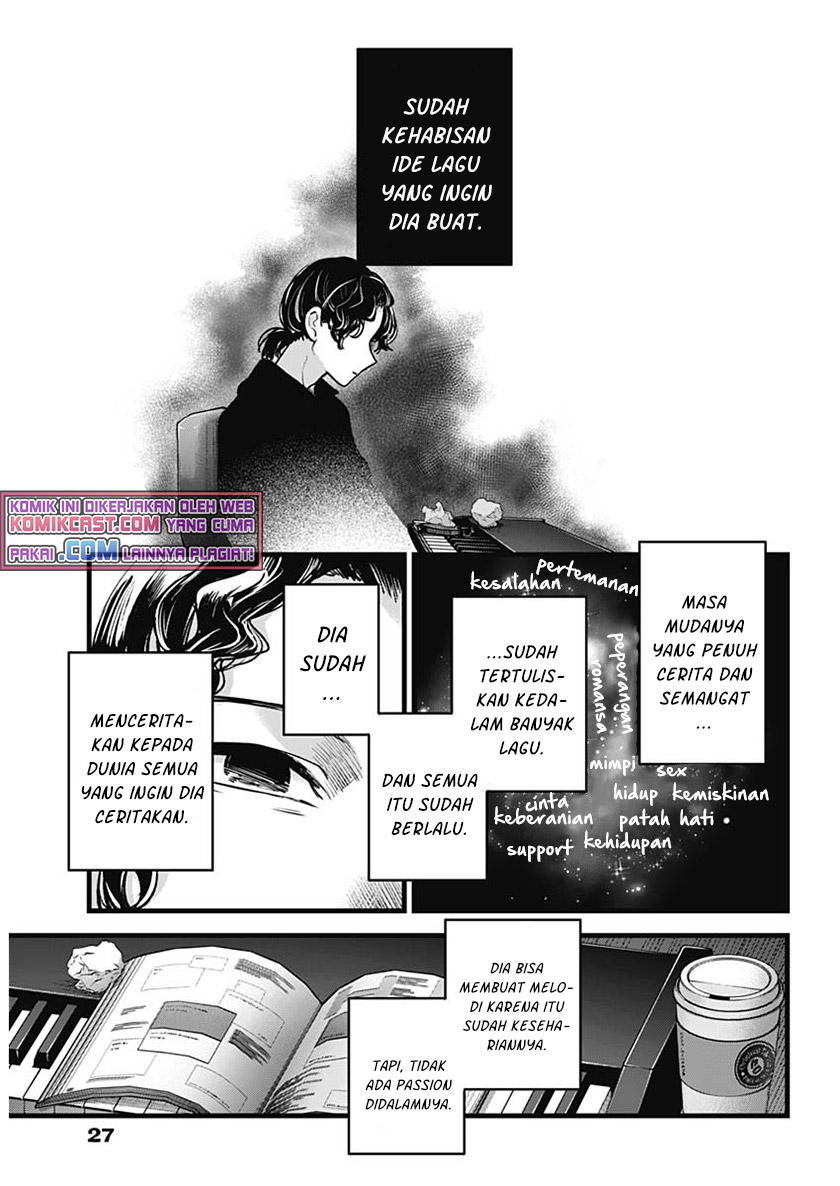 SUDAH
KEHABISAN
IDE LAGU
YANG INGIN
DIA BUAT.
KOMIK INI DIKERJAKAN OLEH WEB
KOMIKCAST.COM YANG CUMA
PAKAI .COM LAINNYA PLAGIAT!
MASA
MUDANYA
YANG PENUH
CERITA DAN
SEMANGAT
...
pertemanan
kesalahan
peperangan
romansa
mimpi
sex
hidup
kemiskinan
cinta
keberanian
patah hati
support
kehidupan
...SUDAH
TERTULIS-
KAN KEDA-
LAM BANYAK
LAGU.
DAN SEMUA
ITU SUDAH
BERLALU.
DIA
SUDAH
...
MENCERITA-
KAN KEPADA
DUNIA SEMUA
YANG INGIN DIA
CERITAKAN.
DIA BISA
MEMBUAT MELO-
DI KARENA ITU
SUDAH KESEHA-
RIANNYA.
TAPI, TIDAK
ADA PASSION
DIDALAMNYA.
27